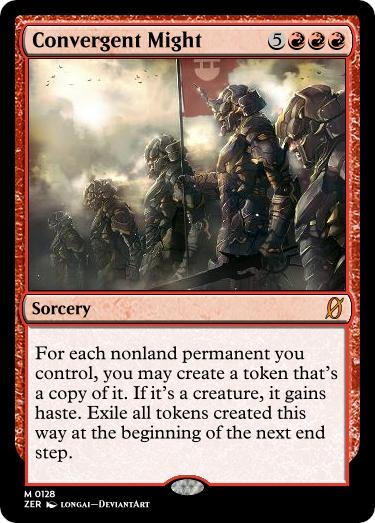 Convergent Might 5
Sorcery
For each nonland permanent you
control, you may create a token that's
a copy of it. If it's a creature, it gains
haste. Exile all tokens created this
way at the beginning of the next end
step.
M 0128
ZER LONGAI—DEVIANTART